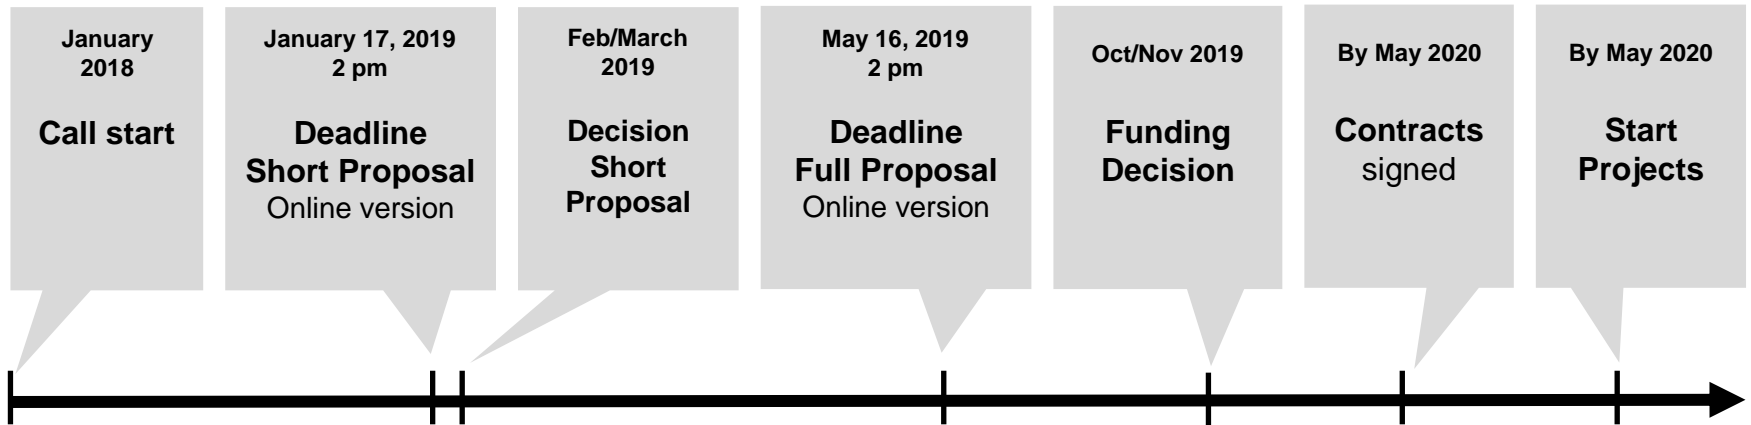 January
2018
Call start
January 17, 2019
2 pm
Deadline
Short Proposal
Online version
Feb/March
2019
Decision
Short
Proposal
May 16, 2019
2 pm
Deadline
Full Proposal
Online version
Oct/Nov 2019
Funding
Decision
By May 2020
Contracts
signed
By May 2020
Start
Projects